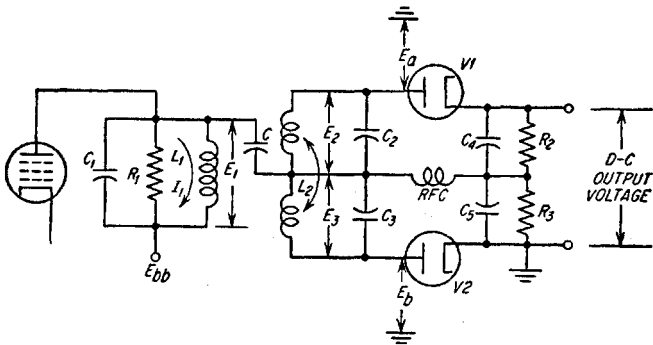 Ea
V1
C1
R1
L1
I1
E1
C
E2
L2
E3
C2
C3
RFC
C4
C5
R2
R3
D-C
OUTPUT
VOLTAGE
Ebb
Eb
V2